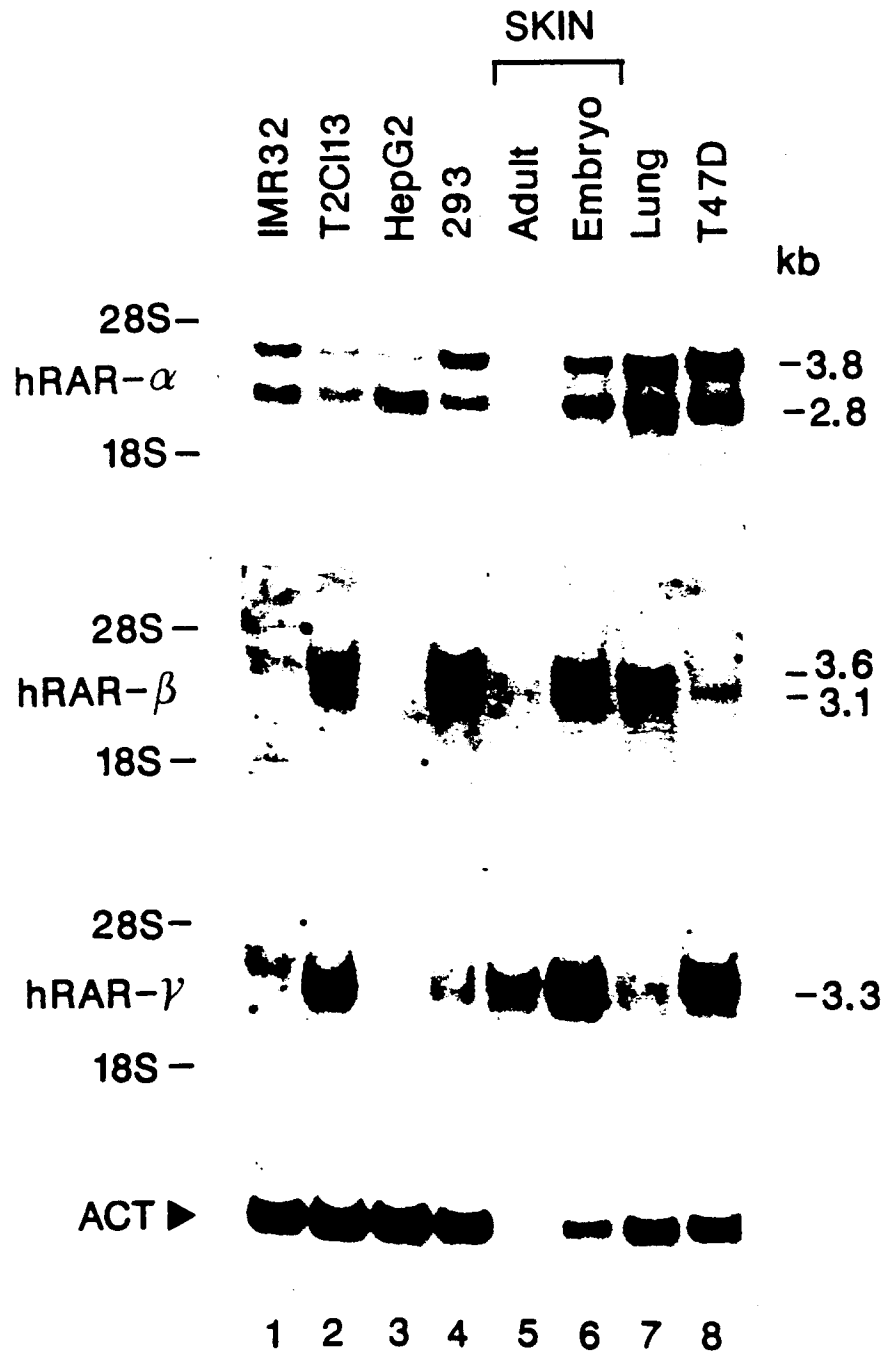 SKIN
IMR32 T2Cl13 HepG2 293 Adult Embryo Lung T47D
kb
28S–
hRAR-α –3.8
–2.8
18S–
28S–
–3.6
hRAR-β –3.1
18S–
28S–
hRAR-γ –3.3
18S–
ACT ▶
1 2 3 4 5 6 7 8